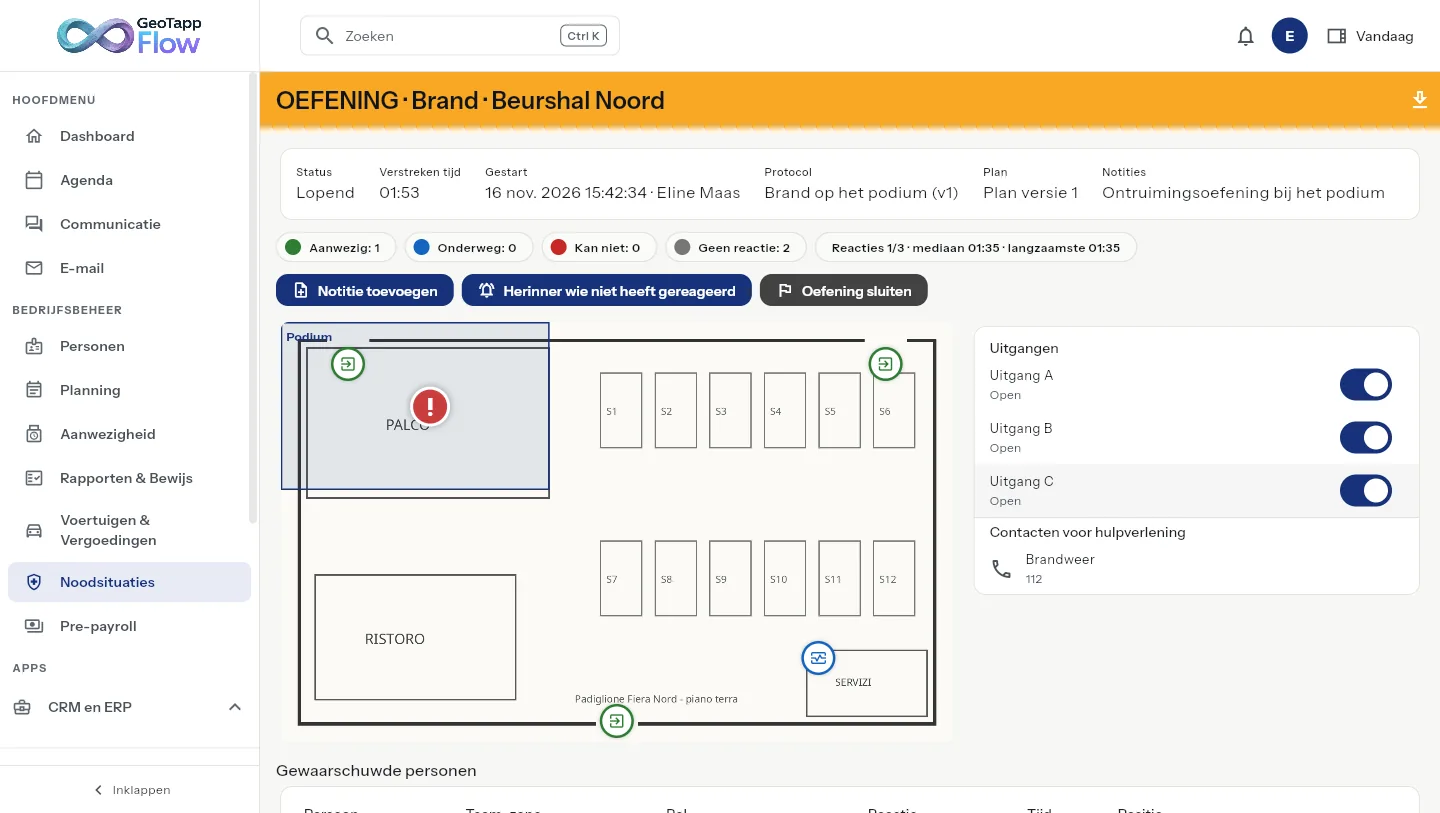 GeoTapp
Flow
Zoeken
Ctrl K
E
Vandaag
HOOFDMENU
Dashboard
Agenda
Communicatie
E-mail
BEDRIJFSBEHEER
Personen
Planning
Aanwezigheid
Rapporten & Bewijs
Voertuigen &
Vergoedingen
Noodsituaties
Pre-payroll
APPS
CRM en ERP
Inklappen
OEFENING · Brand · Beurshal Noord
Status
Lopend
Verstreken tijd
01:53
Gestart
16 nov. 2026 15:42:34 · Eline Maas
Protocol
Brand op het podium (v1)
Plan
Plan versie 1
Notities
Ontruimingsoefening bij het podium
Aanwezig: 1
Onderweg: 0
Kan niet: 0
Geen reactie: 2
Reacties 1/3 · mediaan 01:35 · langzaamste 01:35
Notitie toevoegen
Herinner wie niet heeft gereageerd
Oefening sluiten
Podium
PALCO
S1
S2
S3
S4
S5
S6
S7
S8
S9
S10
S11
S12
RISTORO
SERVIZI
Padiglione Fiera Nord - piano terra
Uitgangen
Uitgang A
Open
Uitgang B
Open
Uitgang C
Open
Contacten voor hulpverlening
Brandweer
112
Gewaarschuwde personen